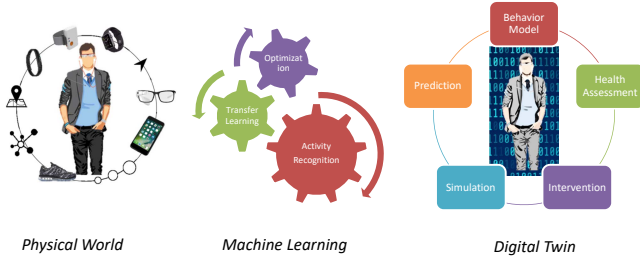 Optimizat
ion
Transfer
Learning
Activity
Recognition
Behavior
Model
Prediction
Health
Assessment
Simulation
Intervention
Physical World
Machine Learning
Digital Twin